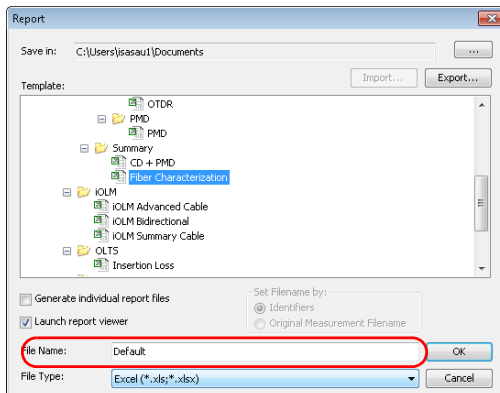 Report
Save in: C:\Users\isasau1\Documents ...
Import... Export...
Template:
OTDR
PMD
PMD
Summary
CD + PMD
Fiber Characterization
iOLM
iOLM Advanced Cable
iOLM Bidirectional
iOLM Summary Cable
OLTS
Insertion Loss
Generate individual report files
Launch report viewer
Set Filename by:
Identifiers
Original Measurement Filename
File Name: Default OK
File Type: Excel (*.xls;*.xlsx) Cancel